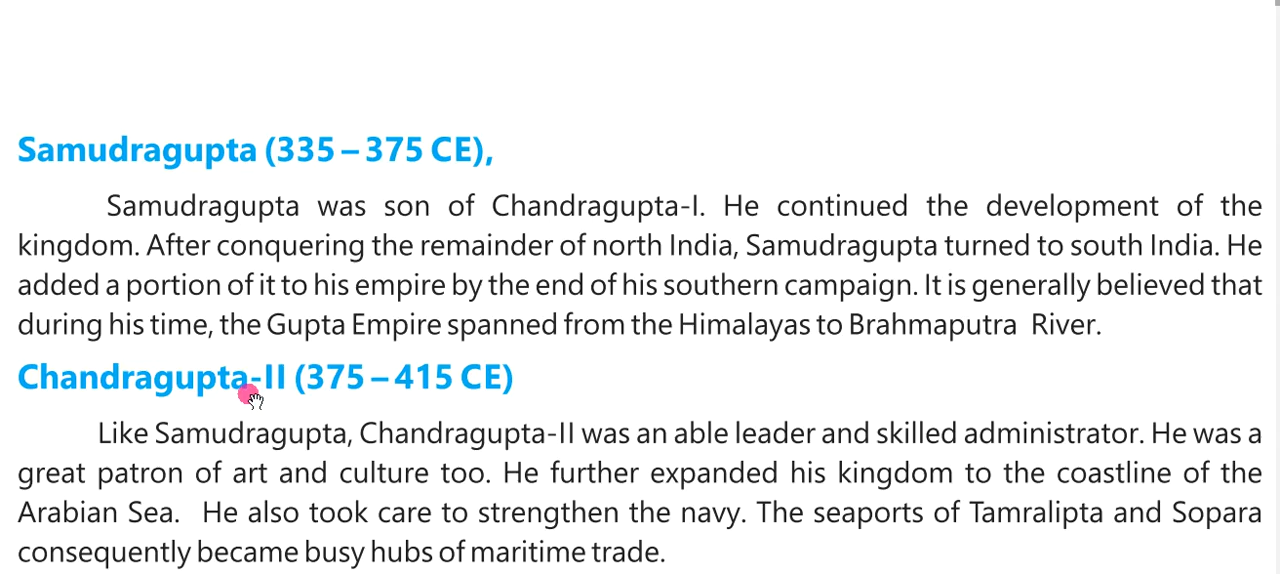 Samudragupta (335 – 375 CE),
Samudragupta was son of Chandragupta-I. He continued the development of the
kingdom. After conquering the remainder of north India, Samudragupta turned to south India. He
added a portion of it to his empire by the end of his southern campaign. It is generally believed that
during his time, the Gupta Empire spanned from the Himalayas to Brahmaputra River.
Chandragupta-II (375 – 415 CE)
Like Samudragupta, Chandragupta-II was an able leader and skilled administrator. He was a
great patron of art and culture too. He further expanded his kingdom to the coastline of the
Arabian Sea. He also took care to strengthen the navy. The seaports of Tamralipta and Sopara
consequently became busy hubs of maritime trade.